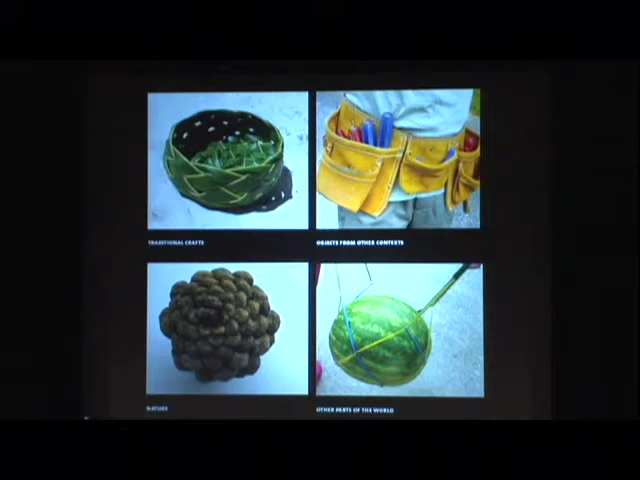 TRADITIONAL CRAFTS
OBJECTS FROM OTHER CONTEXTS
NATURE
OTHER PARTS OF THE WORLD